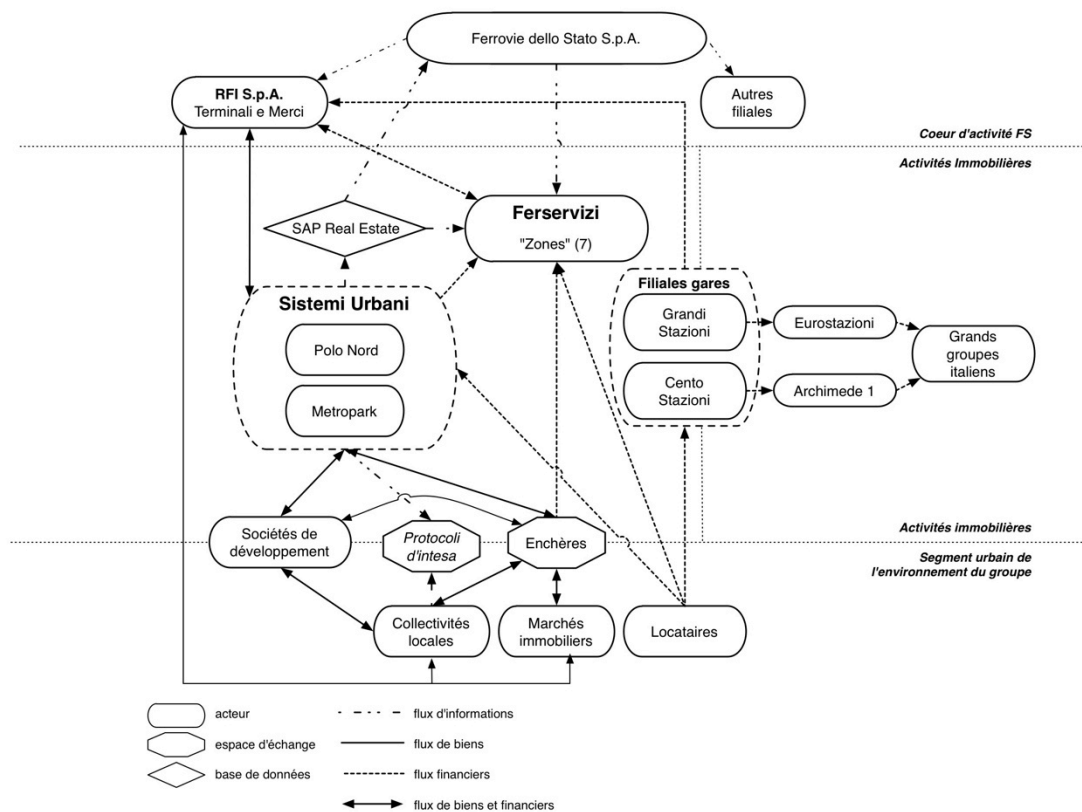 Ferrovie dello Stato S.p.A.
RFI S.p.A.
Terminali e Merci
Autres
filiales
Coeur d'activité FS
Activités Immobilières
Ferservizi
"Zones" (7)
SAP Real Estate
Sistemi Urbani
Polo Nord
Metropark
Filiales gares
Grandi
Stazioni
Eurostazioni
Cento
Stazioni
Archimede 1
Grands
groupes
italiens
Sociétés de
développement
Protocoli
d'intesa
Enchères
Activités immobilières
Segment urbain de
l'environnement du groupe
Collectivités
locales
Marchés
immobiliers
Locataires
acteur
espace d'échange
base de données
flux d'informations
flux de biens
flux financiers
flux de biens et financiers